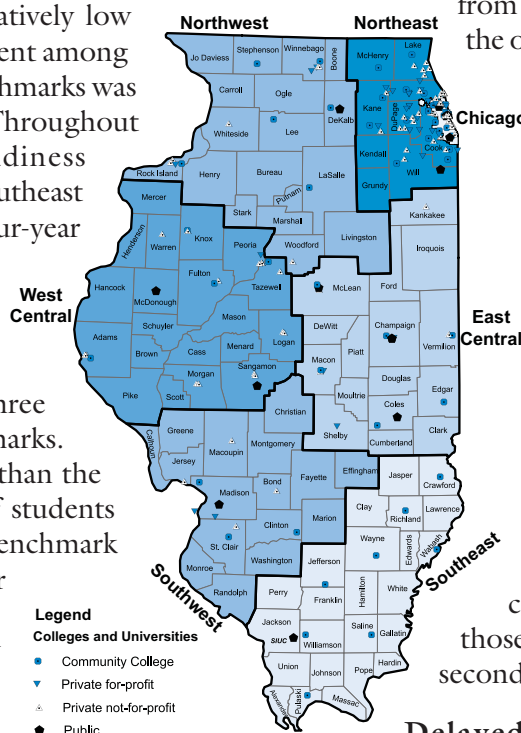 atively low
ent among
hmarks was
Throughout
diness
utheast
ur-year
hree
marks.
than the
f students
enchmark
r
from
the o
c
those
second
Delayed
Northwest
Northeast
Chicago
West
Central
East
Central
Southwest
Southeast
Jo Daviess
Stephenson
Winnebago
Boone
McHenry
Lake
Carroll
Ogle
DeKalb
Kane
DuPage
Cook
Whiteside
Lee
Kendall
Will
Grundy
Rock Island
Henry
Bureau
LaSalle
Putnam
Kankakee
Mercer
Stark
Marshall
Livingston
Iroquois
Henderson
Warren
Knox
Peoria
Woodford
Fulton
Tazewell
McLean
Ford
Hancock
McDonough
Mason
Logan
DeWitt
Champaign
Vermilion
Schuyler
Adams
Brown
Cass
Menard
Macon
Piatt
Morgan
Sangamon
Douglas
Edgar
Pike
Scott
Christian
Moultrie
Coles
Shelby
Cumberland
Clark
Calhoun
Greene
Jersey
Macoupin
Montgomery
Fayette
Effingham
Jasper
Crawford
Madison
Bond
Clay
Richland
Lawrence
St. Clair
Clinton
Marion
Wayne
Edwards
Wabash
Monroe
Washington
Jefferson
Randolph
Perry
Franklin
Hamilton
White
Jackson
SIUC
Williamson
Saline
Gallatin
Union
Johnson
Pope
Hardin
Alexander
Pulaski
Massac
Legend
Colleges and Universities
Community College
Private for-profit
Private not-for-profit
Public